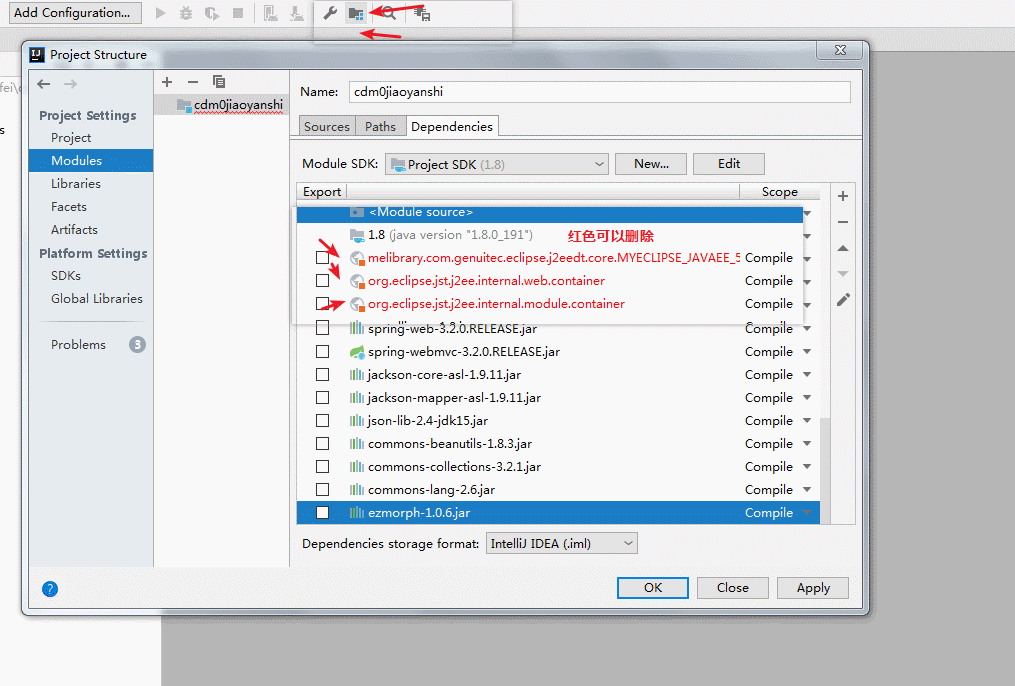 Add Configuration...
fei\c
s
Project Structure
Project Settings
Project
Modules
Libraries
Facets
Artifacts
Platform Settings
SDKs
Global Libraries
Problems 3
cdm0jiaoyanshi
Name: cdm0jiaoyanshi
Sources Paths Dependencies
Module SDK: Project SDK (1.8) New... Edit
Export Scope
<Module source>
1.8 (java version "1.8.0_191") 红色可以删除
melibrary.com.genuitec.eclipse.j2eedt.core.MYECLIPSE_JAVAEE_5 Compile
org.eclipse.jst.j2ee.internal.web.container Compile
org.eclipse.jst.j2ee.internal.module.container Compile
spring-web-3.2.0.RELEASE.jar Compile
spring-webmvc-3.2.0.RELEASE.jar Compile
jackson-core-asl-1.9.11.jar Compile
jackson-mapper-asl-1.9.11.jar Compile
json-lib-2.4-jdk15.jar Compile
commons-beanutils-1.8.3.jar Compile
commons-collections-3.2.1.jar Compile
commons-lang-2.6.jar Compile
ezmorph-1.0.6.jar Compile
Dependencies storage format: IntelliJ IDEA (.iml)
? OK Close Apply